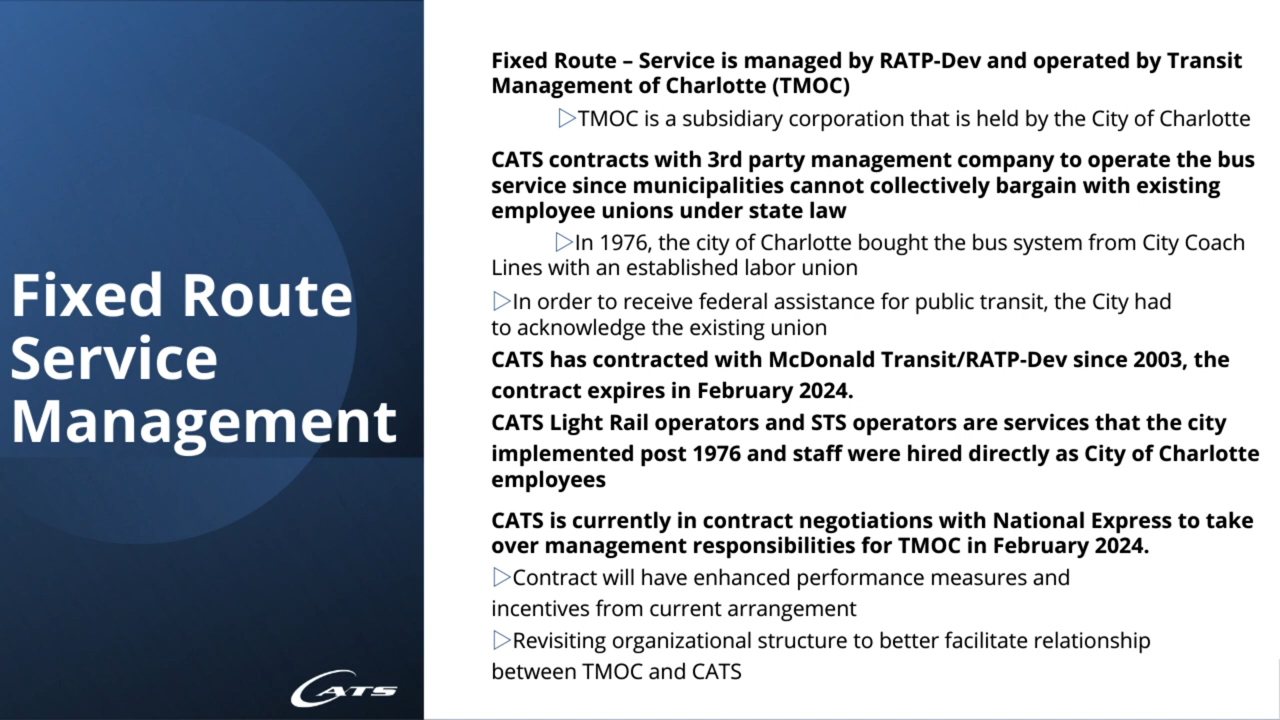 Fixed Route
Service
Management
CATS
Fixed Route – Service is managed by RATP-Dev and operated by Transit
Management of Charlotte (TMOC)
▷TMOC is a subsidiary corporation that is held by the City of Charlotte
CATS contracts with 3rd party management company to operate the bus
service since municipalities cannot collectively bargain with existing
employee unions under state law
▷In 1976, the city of Charlotte bought the bus system from City Coach
Lines with an established labor union
▷In order to receive federal assistance for public transit, the City had
to acknowledge the existing union
CATS has contracted with McDonald Transit/RATP-Dev since 2003, the
contract expires in February 2024.
CATS Light Rail operators and STS operators are services that the city
implemented post 1976 and staff were hired directly as City of Charlotte
employees
CATS is currently in contract negotiations with National Express to take
over management responsibilities for TMOC in February 2024.
▷Contract will have enhanced performance measures and
incentives from current arrangement
▷Revisiting organizational structure to better facilitate relationship
between TMOC and CATS